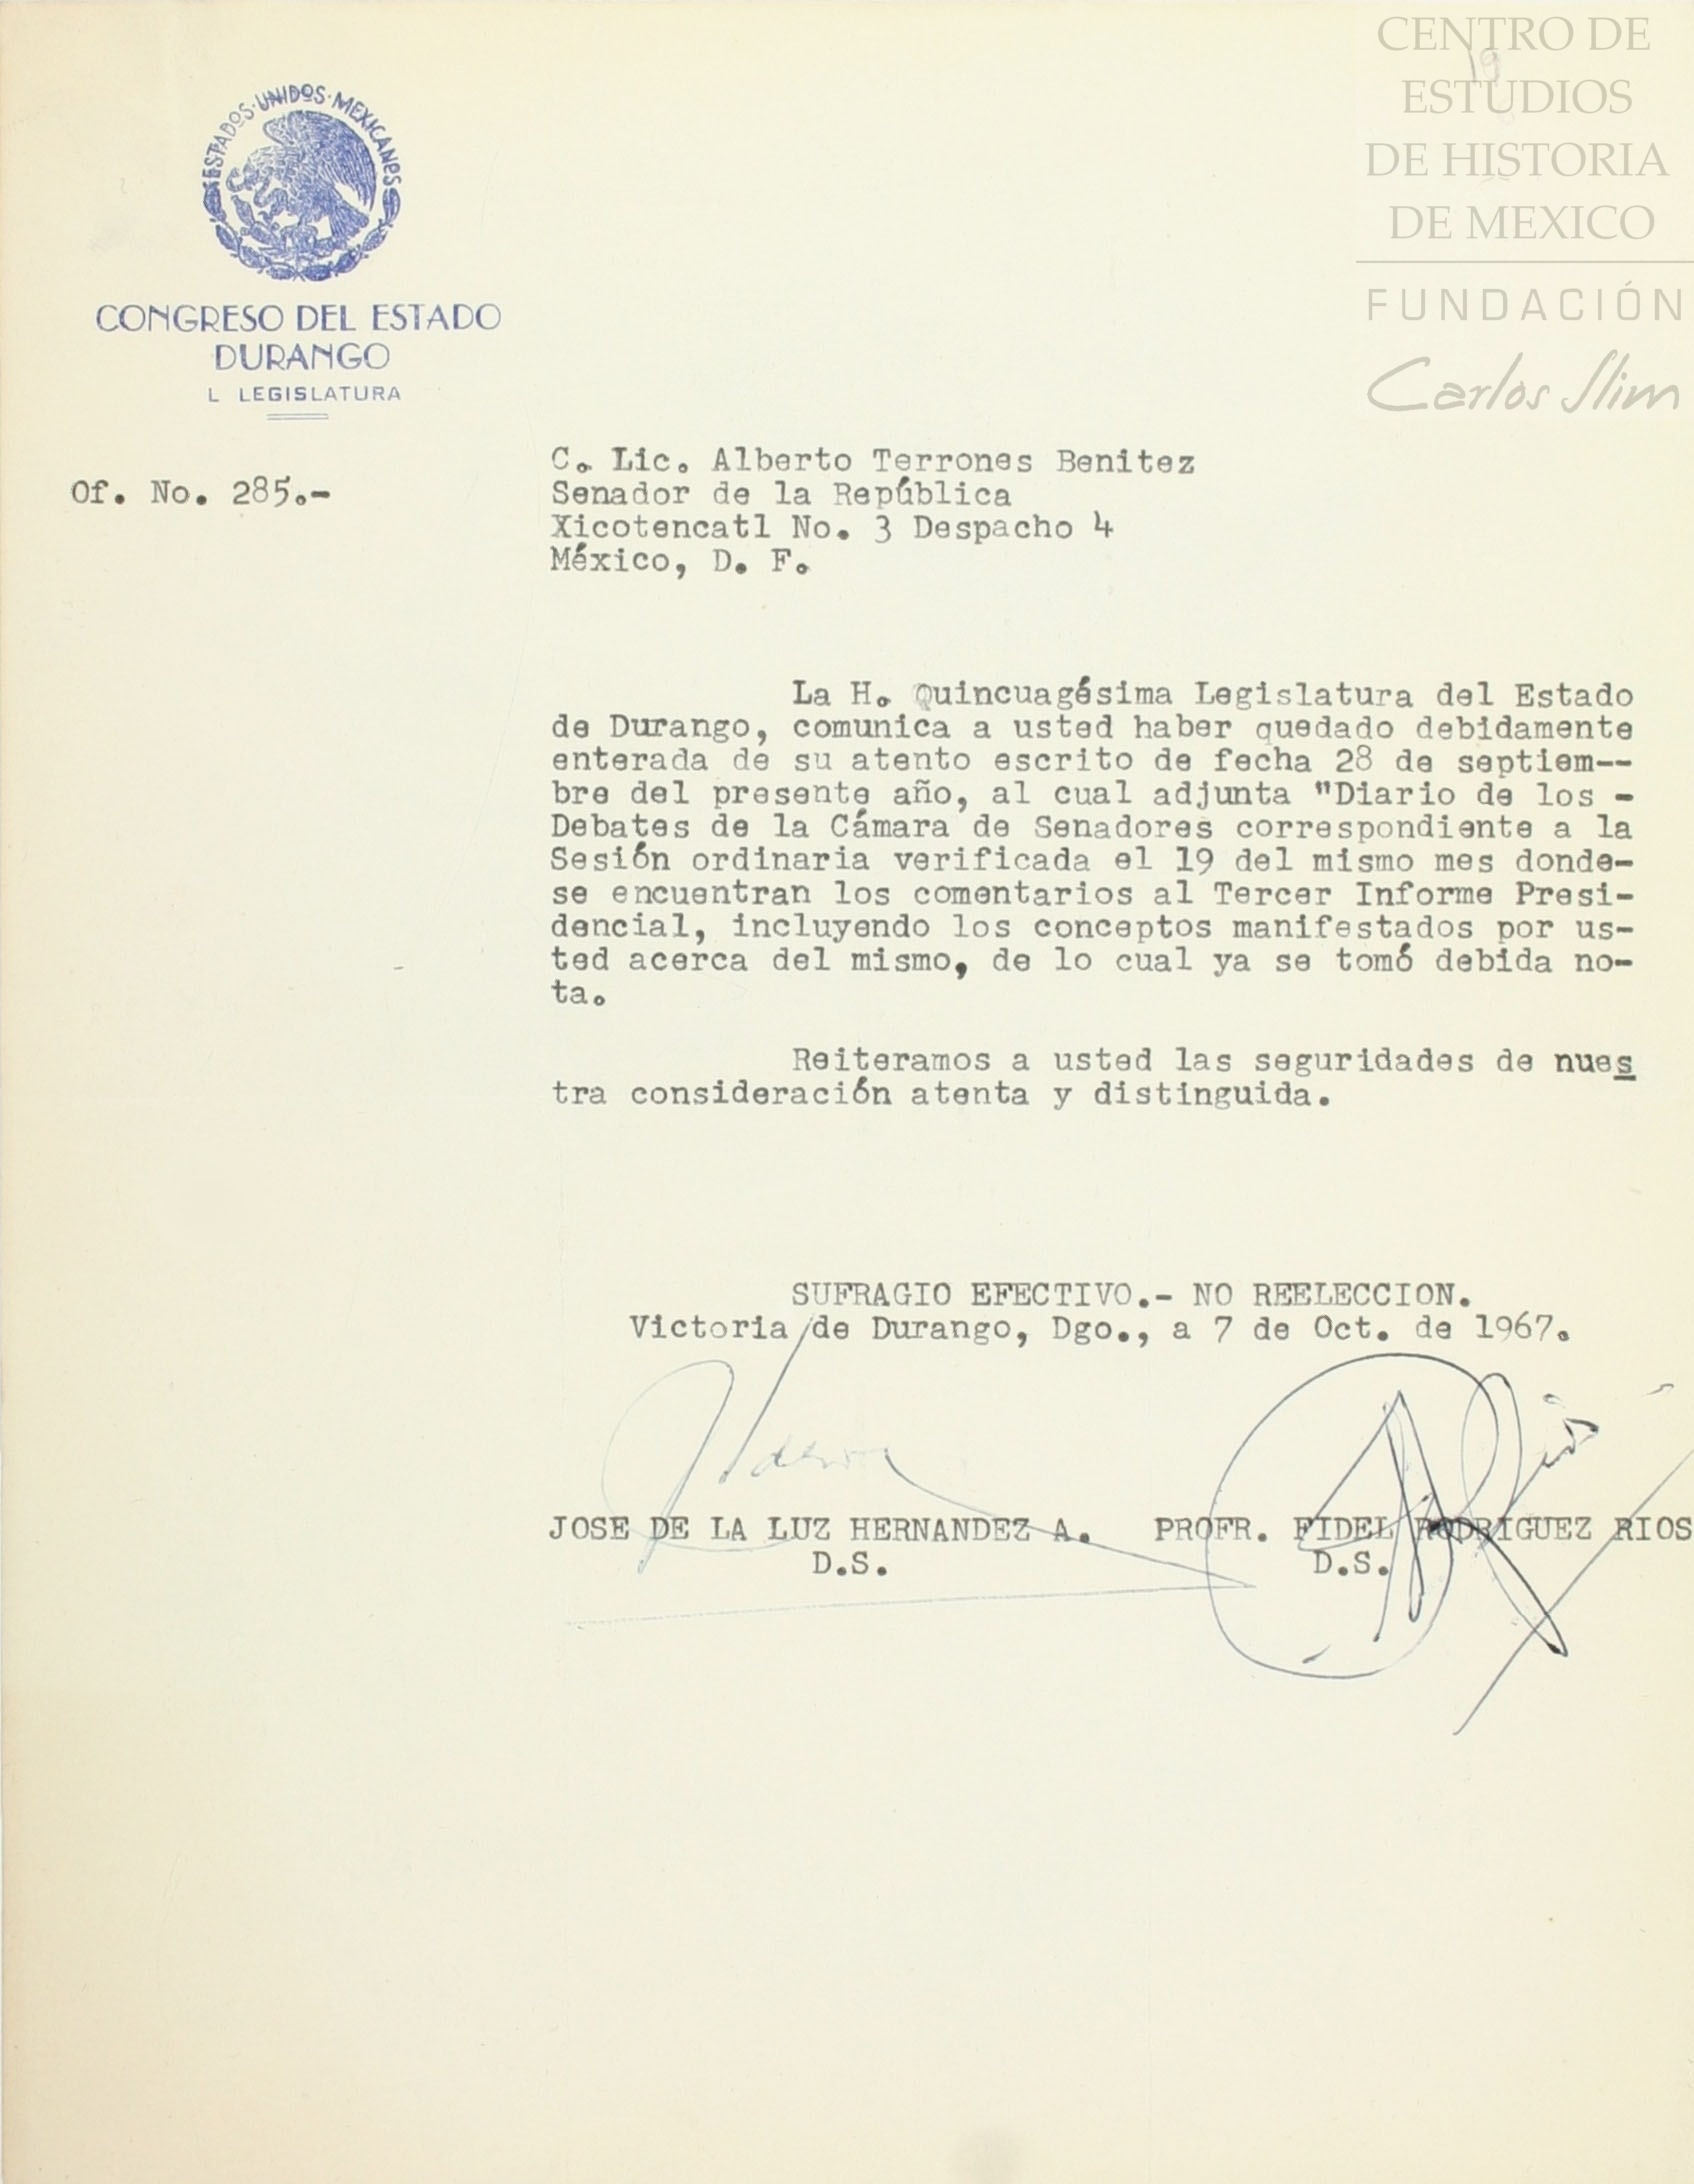 CENTRO DE
ESTUDIOS
DE HISTORIA
DE MEXICO
FUNDACIÓN
Carlos Slim
ESTADOS·UNIDOS·MEXICANOS
CONGRESO DEL ESTADO
DURANGO
L LEGISLATURA
Of. No. 285.-
C. Lic. Alberto Terrones Benitez
Senador de la República
Xicotencatl No. 3 Despacho 4
México, D. F.
La H. Quincuagésima Legislatura del Estado
de Durango, comunica a usted haber quedado debidamente
enterada de su atento escrito de fecha 28 de septiem--
bre del presente año, al cual adjunta "Diario de los -
Debates de la Cámara de Senadores correspondiente a la
Sesión ordinaria verificada el 19 del mismo mes donde-
se encuentran los comentarios al Tercer Informe Presi-
dencial, incluyendo los conceptos manifestados por us-
ted acerca del mismo, de lo cual ya se tomó debida no-
ta.
Reiteramos a usted las seguridades de nues
tra consideración atenta y distinguida.
SUFRAGIO EFECTIVO.- NO REELECCION.
Victoria de Durango, Dgo., a 7 de Oct. de 1967.
JOSE DE LA LUZ HERNANDEZ A. PROFR. FIDEL RODRIGUEZ RIOS
D.S. D.S.